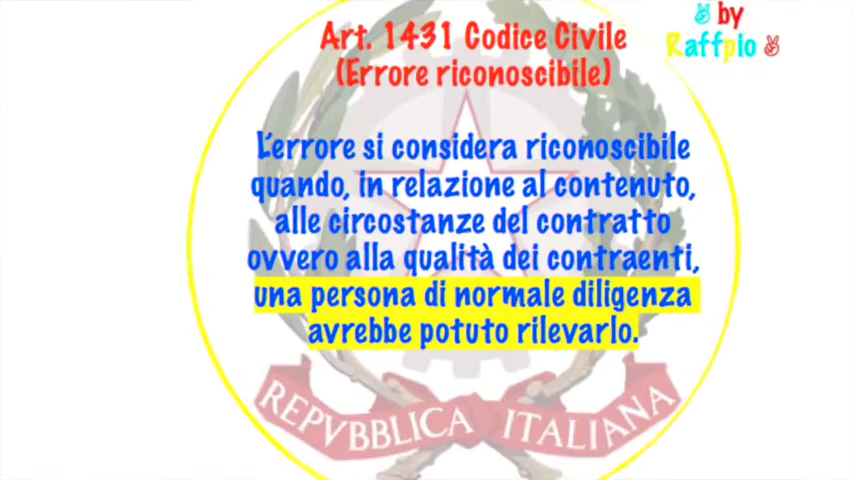 Art. 1431 Codice Civile
(Errore riconoscibile)
✌ by
Raffpio ✌
L'errore si considera riconoscibile
quando, in relazione al contenuto,
alle circostanze del contratto
ovvero alla qualità dei contraenti,
una persona di normale diligenza
avrebbe potuto rilevarlo.
REPVBBLICA ITALIANA